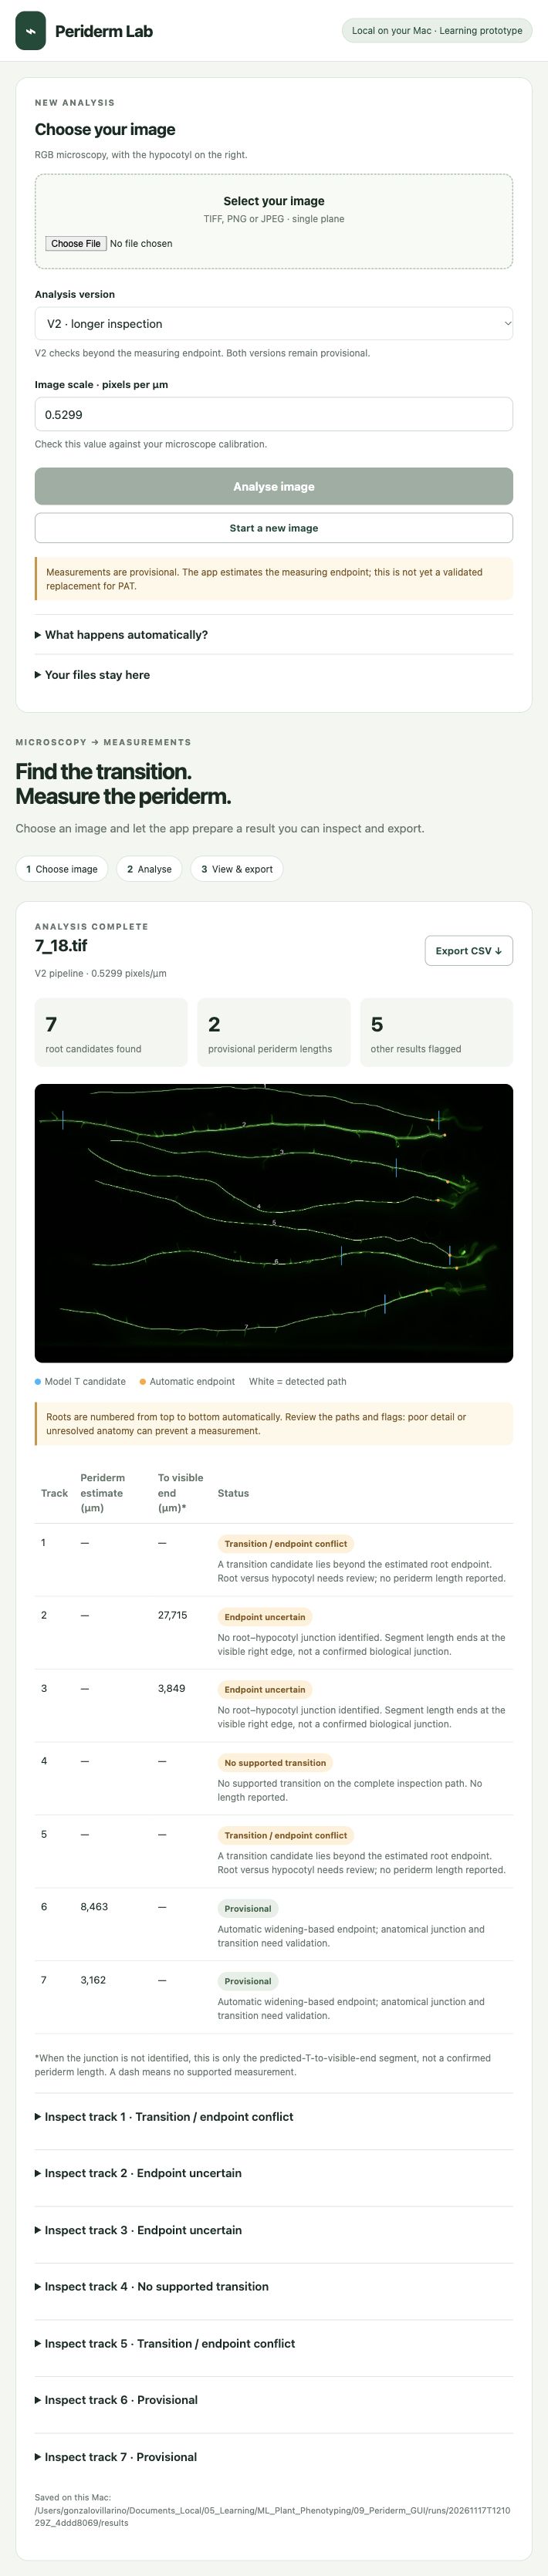 Periderm Lab
Local on your Mac · Learning prototype
NEW ANALYSIS
Choose your image
RGB microscopy, with the hypocotyl on the right.
Select your image
TIFF, PNG or JPEG · single plane
Choose File No file chosen
Analysis version
V2 · longer inspection
V2 checks beyond the measuring endpoint. Both versions remain provisional.
Image scale · pixels per µm
0.5299
Check this value against your microscope calibration.
Analyse image
Start a new image
Measurements are provisional. The app estimates the measuring endpoint; this is not yet a validated
replacement for PAT.
What happens automatically?
Your files stay here
MICROSCOPY → MEASUREMENTS
Find the transition.
Measure the periderm.
Choose an image and let the app prepare a result you can inspect and export.
1 Choose image
2 Analyse
3 View & export
ANALYSIS COMPLETE
7_18.tif
Export CSV ↓
V2 pipeline · 0.5299 pixels/µm
7
root candidates found
2
provisional periderm lengths
5
other results flagged
1
2
3
4
5
6
7
Model T candidate
Automatic endpoint
White = detected path
Roots are numbered from top to bottom automatically. Review the paths and flags: poor detail or
unresolved anatomy can prevent a measurement.
Track Periderm estimate (µm) To visible end (µm)* Status
1 — — Transition / endpoint conflict
A transition candidate lies beyond the estimated root endpoint.
Root versus hypocotyl needs review; no periderm length reported.
2 — 27,715 Endpoint uncertain
No root–hypocotyl junction identified. Segment length ends at the
visible right edge, not a confirmed biological junction.
3 — 3,849 Endpoint uncertain
No root–hypocotyl junction identified. Segment length ends at the
visible right edge, not a confirmed biological junction.
4 — — No supported transition
No supported transition on the complete inspection path. No
length reported.
5 — — Transition / endpoint conflict
A transition candidate lies beyond the estimated root endpoint.
Root versus hypocotyl needs review; no periderm length reported.
6 8,463 — Provisional
Automatic widening-based endpoint; anatomical junction and
transition need validation.
7 3,162 — Provisional
Automatic widening-based endpoint; anatomical junction and
transition need validation.
*When the junction is not identified, this is only the predicted-T-to-visible-end segment, not a confirmed
periderm length. A dash means no supported measurement.
Inspect track 1 · Transition / endpoint conflict
Inspect track 2 · Endpoint uncertain
Inspect track 3 · Endpoint uncertain
Inspect track 4 · No supported transition
Inspect track 5 · Transition / endpoint conflict
Inspect track 6 · Provisional
Inspect track 7 · Provisional
Saved on this Mac:
/Users/gonzalovillarino/Documents_Local/05_Learning/ML_Plant_Phenotyping/09_Periderm_GUI/runs/20261117T1210
29Z_4ddd8069/results